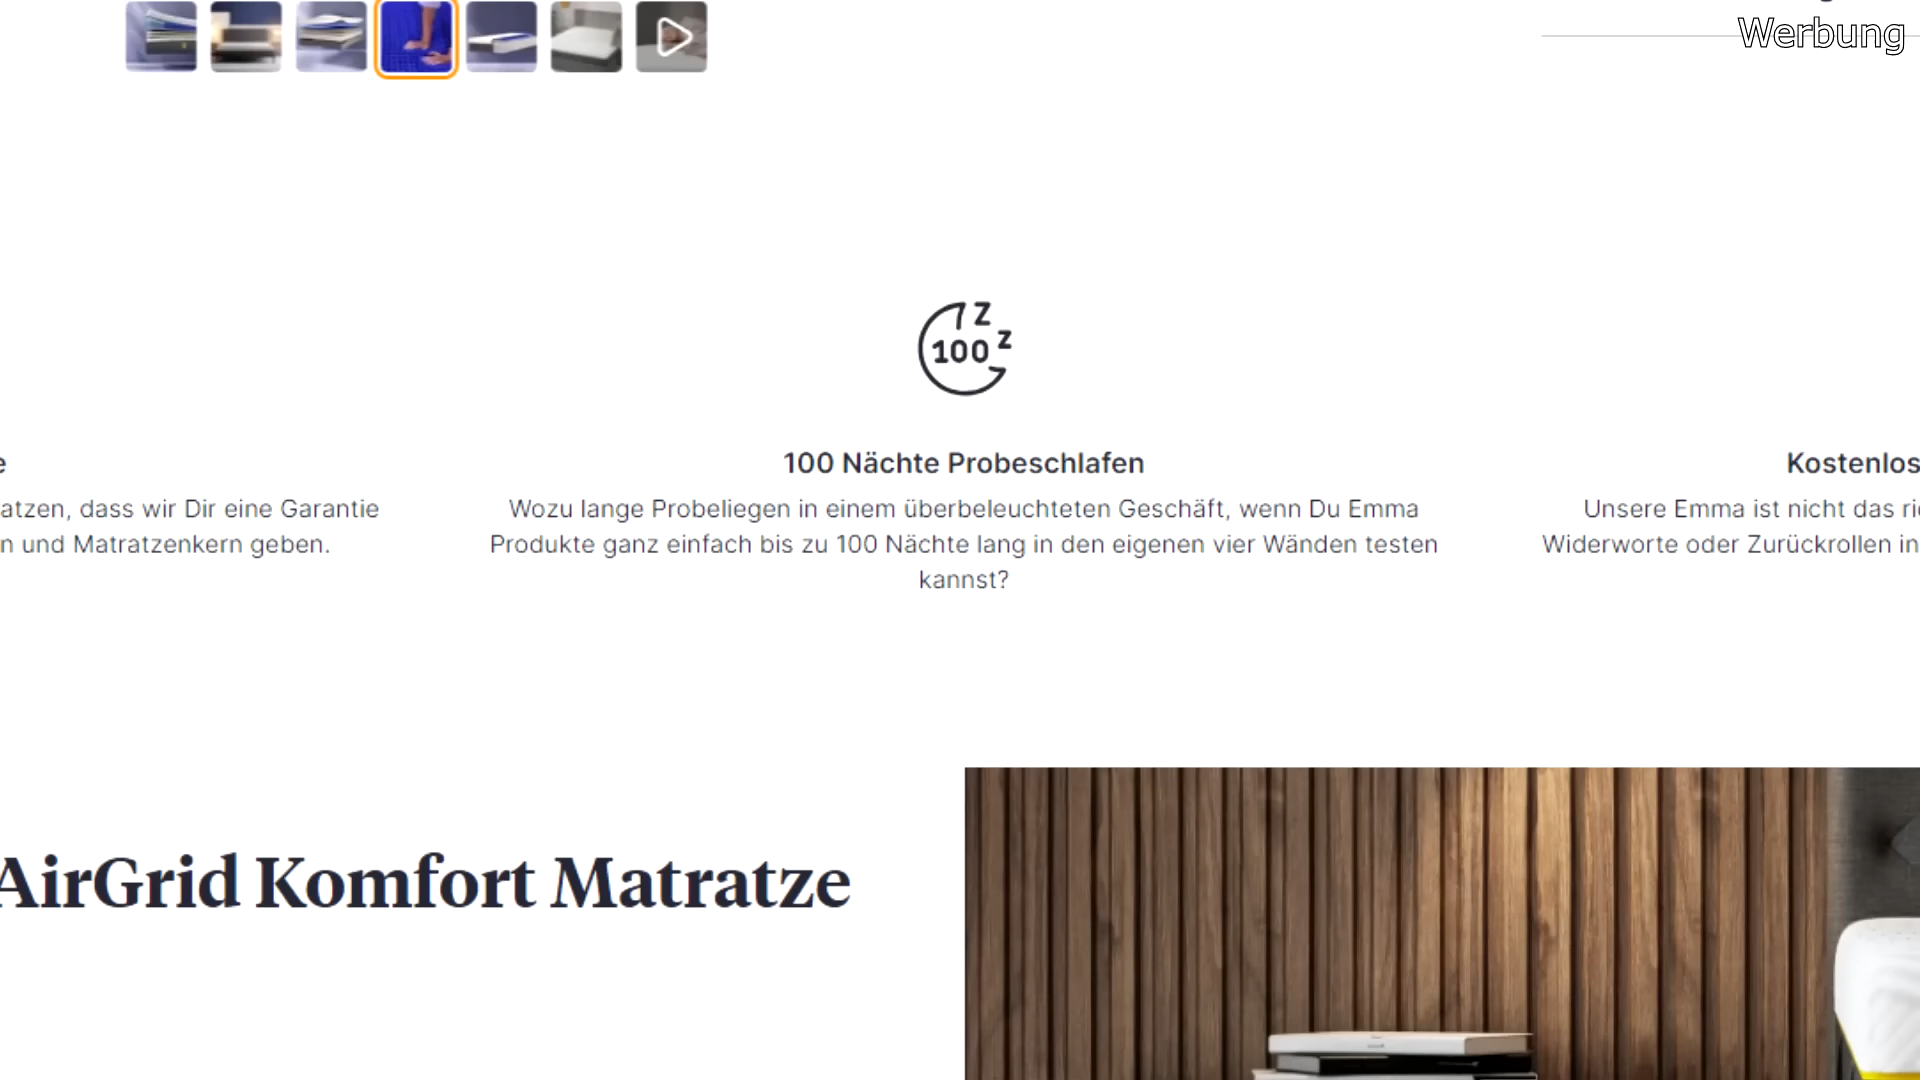 Werbung
Z
Z
100
100 Nächte Probeschlafen
Wozu lange Probeliegen in einem überbeleuchteten Geschäft, wenn Du Emma
Produkte ganz einfach bis zu 100 Nächte lang in den eigenen vier Wänden testen
kannst?
dass wir Dir eine Garantie
und Matratzenkern geben.
Kostenlos
Unsere Emma ist nicht das
Widerworte oder Zurückrollen in
AirGrid Komfort Matratze